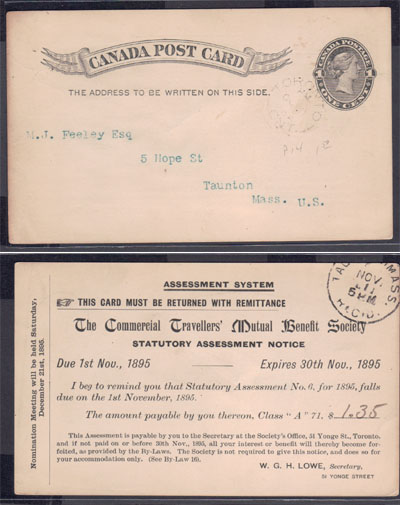 CANADA POST CARD
CANADA POSTAGE
1 1
ONE CENT
THE ADDRESS TO BE WRITTEN ON THIS SIDE.
M.J. Feeley Esq
5 Hope St
Taunton
Mass. U.S.
ASSESSMENT SYSTEM
THIS CARD MUST BE RETURNED WITH REMITTANCE
The Commercial Travellers' Mutual Benefit Society
STATUTORY ASSESSMENT NOTICE
Due 1st Nov., 1895 Expires 30th Nov., 1895
I beg to remind you that Statutory Assessment No. 6, for 1895, falls
due on the 1st November, 1895.
The amount payable by you thereon, Class "A" 71. $ 1.35
This Assessment is payable by you to the Secretary at the Society's Office, 51 Yonge St., Toronto,
and if not paid on or before 30th Nov., 1895, all your interest or benefit will thereby become for-
feited, as provided by the By-Laws. The Society is not required to give this notice, and does so for
your accommodation only. (See By-Law 16).
W. G. H. LOWE, Secretary,
51 YONGE STREET
Nomination Meeting will be held Saturday,
December 21st, 1895.
MASS.
NOV.
5 PM
REC'D.